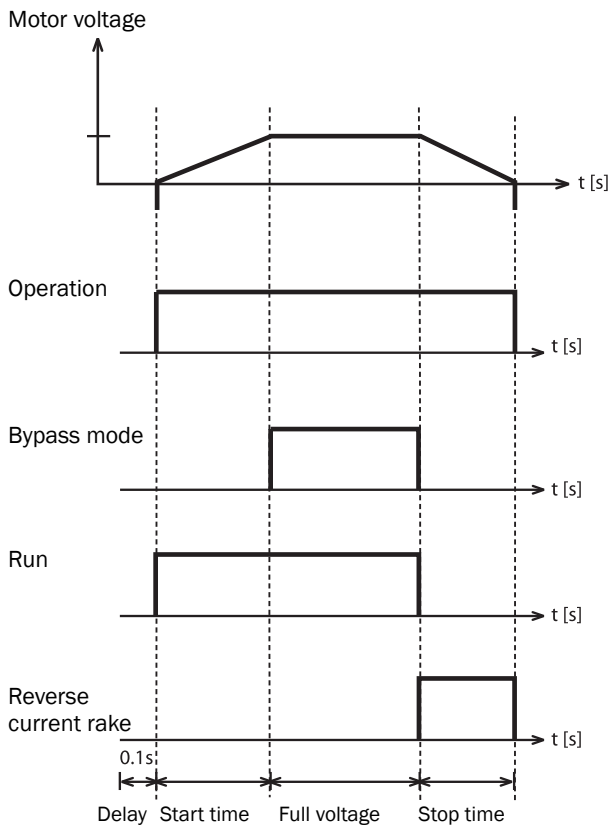 Motor voltage
t [s]
Operation
t [s]
Bypass mode
t [s]
Run
t [s]
Reverse
current rake
t [s]
0.1s
Delay Start time Full voltage Stop time